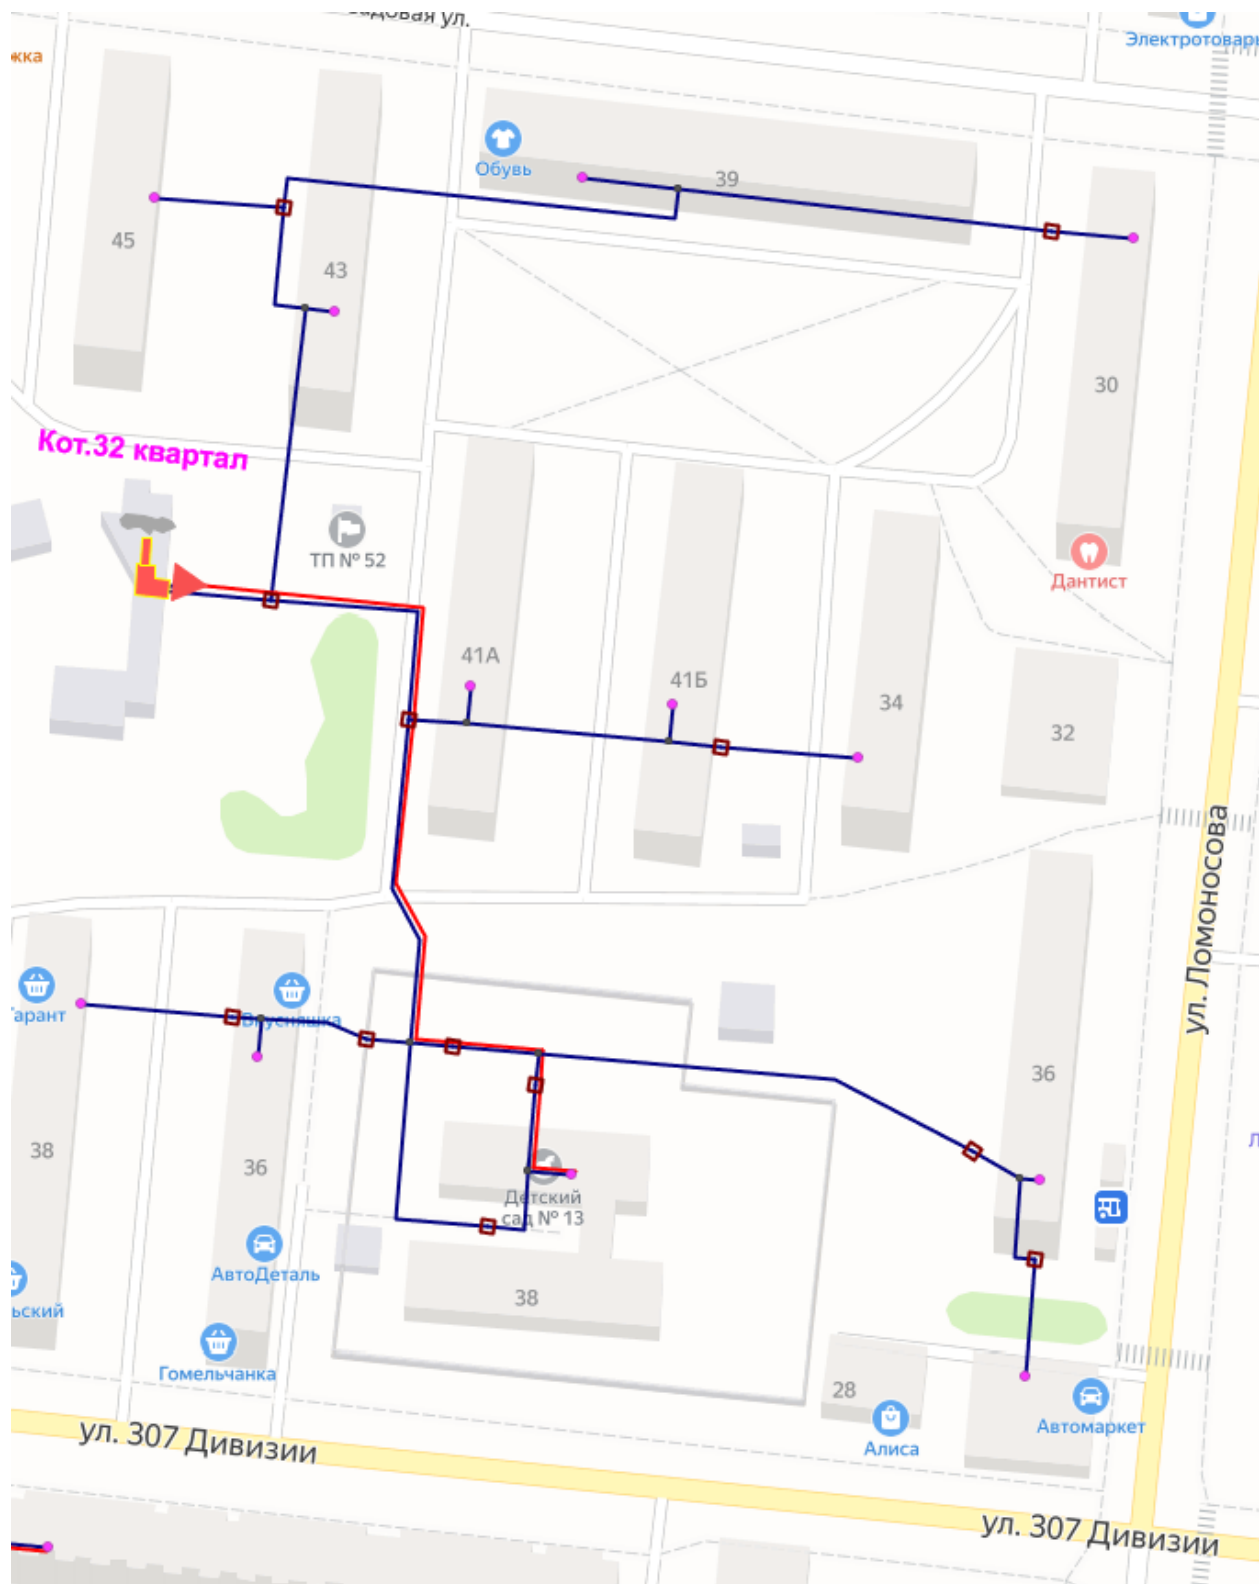 садовая ул.
Электротовары
жка
Обувь
39
45
43
30
Кот.32 квартал
ТП № 52
Дантист
41А
41Б
34
32
ул. Ломоносова
Гарант
Вкусняшка
36
38
36
Детский
сад № 13
АвтоДеталь
ьский
38
Гомельчанка
28
Алиса
Автомаркет
ул. 307 Дивизии
ул. 307 Дивизии